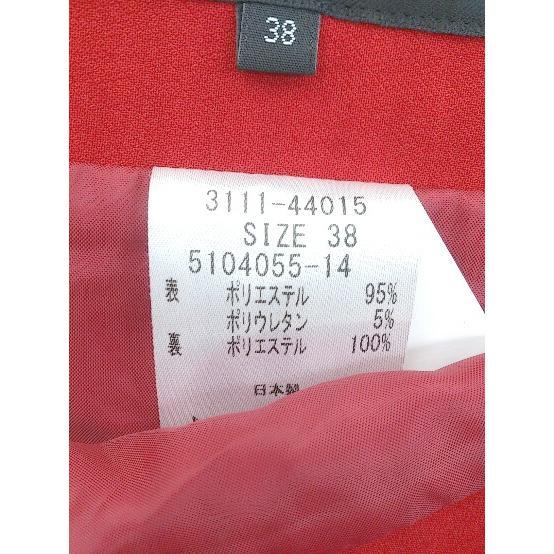 38
3111-44015
SIZE 38
5104055-14
表 ポリエステル 95%
ポリウレタン 5%
裏 ポリエステル 100%
日本製